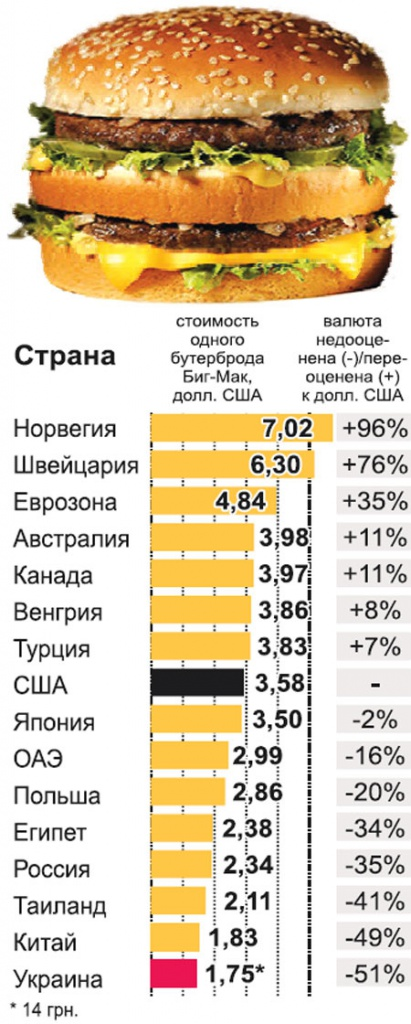 Страна
стоимость
одного
бутерброда
Биг-Мак,
долл. США
валюта
недооце-
нена (-)/пере-
оценена (+)
к долл. США
Норвегия 7,02 +96%
Швейцария 6,30 +76%
Еврозона 4,84 +35%
Австралия 3,98 +11%
Канада 3,97 +11%
Венгрия 3,86 +8%
Турция 3,83 +7%
США 3,58 -
Япония 3,50 -2%
ОАЭ 2,99 -16%
Польша 2,86 -20%
Египет 2,38 -34%
Россия 2,34 -35%
Таиланд 2,11 -41%
Китай 1,83 -49%
Украина 1,75* -51%
* 14 грн.